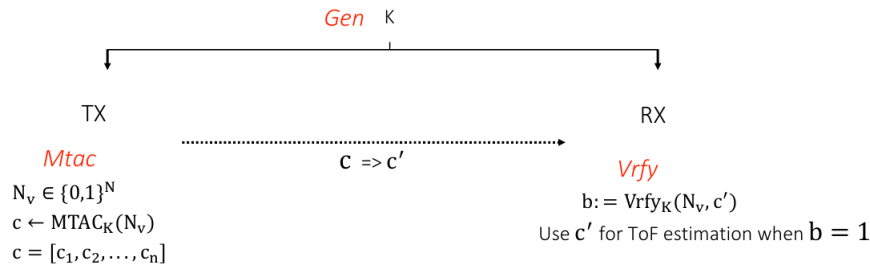 Gen K
TX
RX
Mtac
c => c′
Vrfy
N_v ∈ {0,1}^N
c ← MTAC_K(N_v)
c = [c_1, c_2, . . . , c_n]
b: = Vrfy_K(N_v, c′)
Use c′ for ToF estimation when b = 1